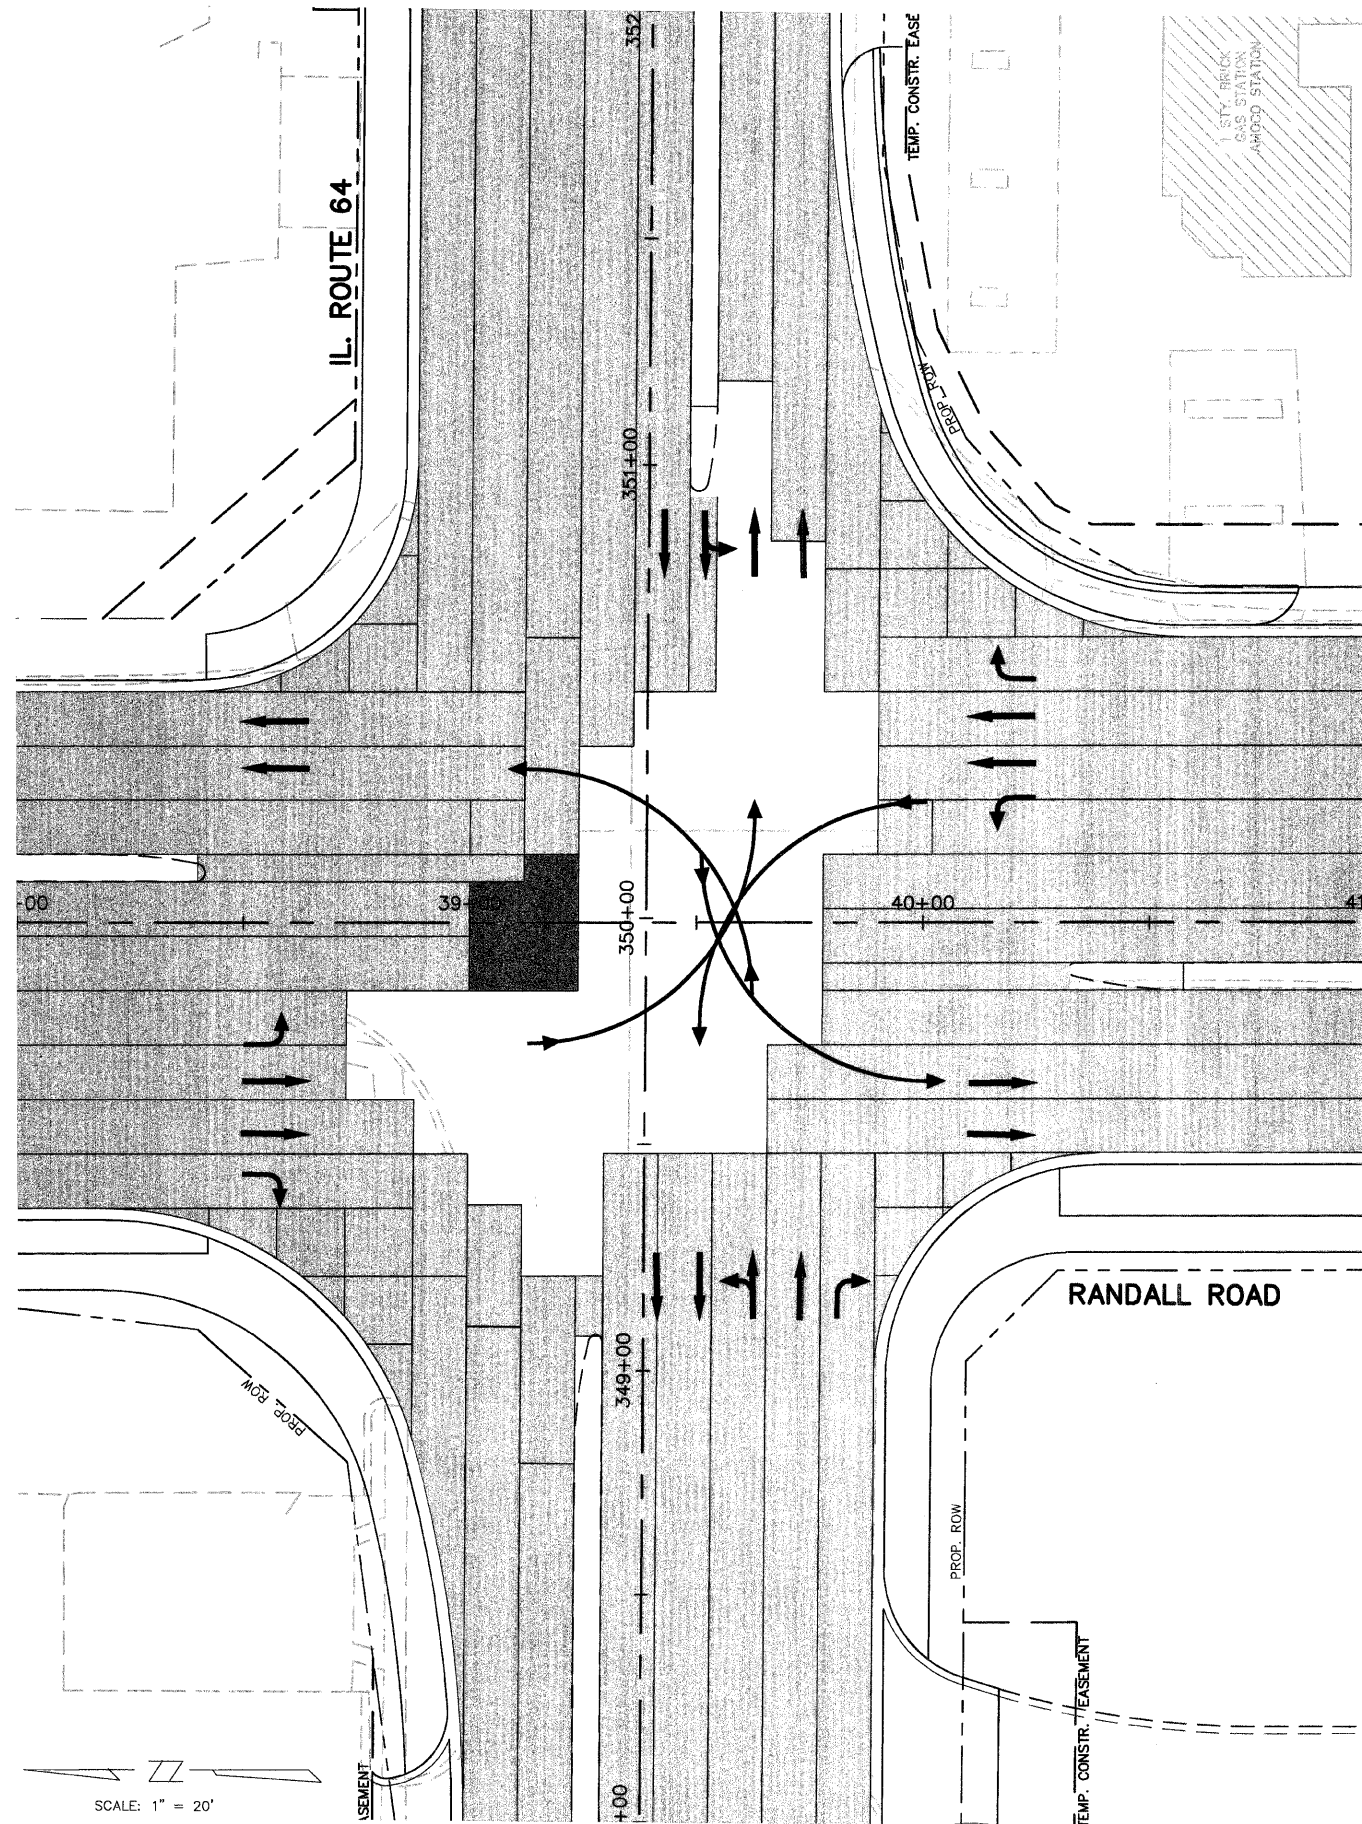 352
TEMP. CONSTR. EASE
1 STY. BRICK
GAS STATION
AMOCO STATION
IL. ROUTE 64
PROP. ROW
351+00
-00
39+00
350+00
40+00
41
RANDALL ROAD
349+00
PROP. ROW
PROP. ROW
TEMP. CONSTR. EASEMENT
ASEMENT
+00
SCALE: 1" = 20'